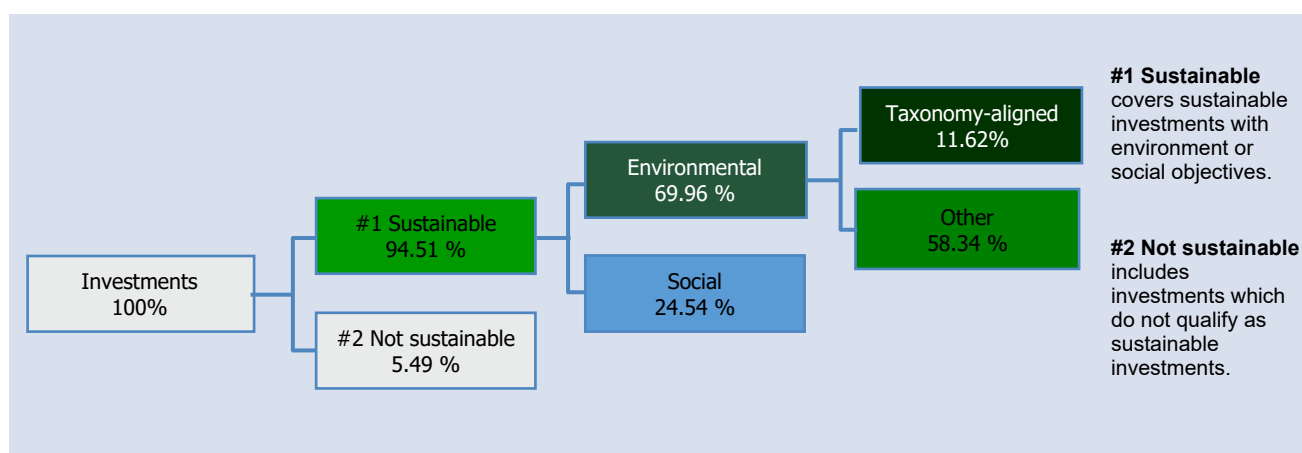 Investments
100%
#1 Sustainable
94.51 %
#2 Not sustainable
5.49 %
Environmental
69.96 %
Social
24.54 %
Taxonomy-aligned
11.62%
Other
58.34 %
#1 Sustainable
covers sustainable
investments with
environment or
social objectives.
#2 Not sustainable
includes
investments which
do not qualify as
sustainable
investments.